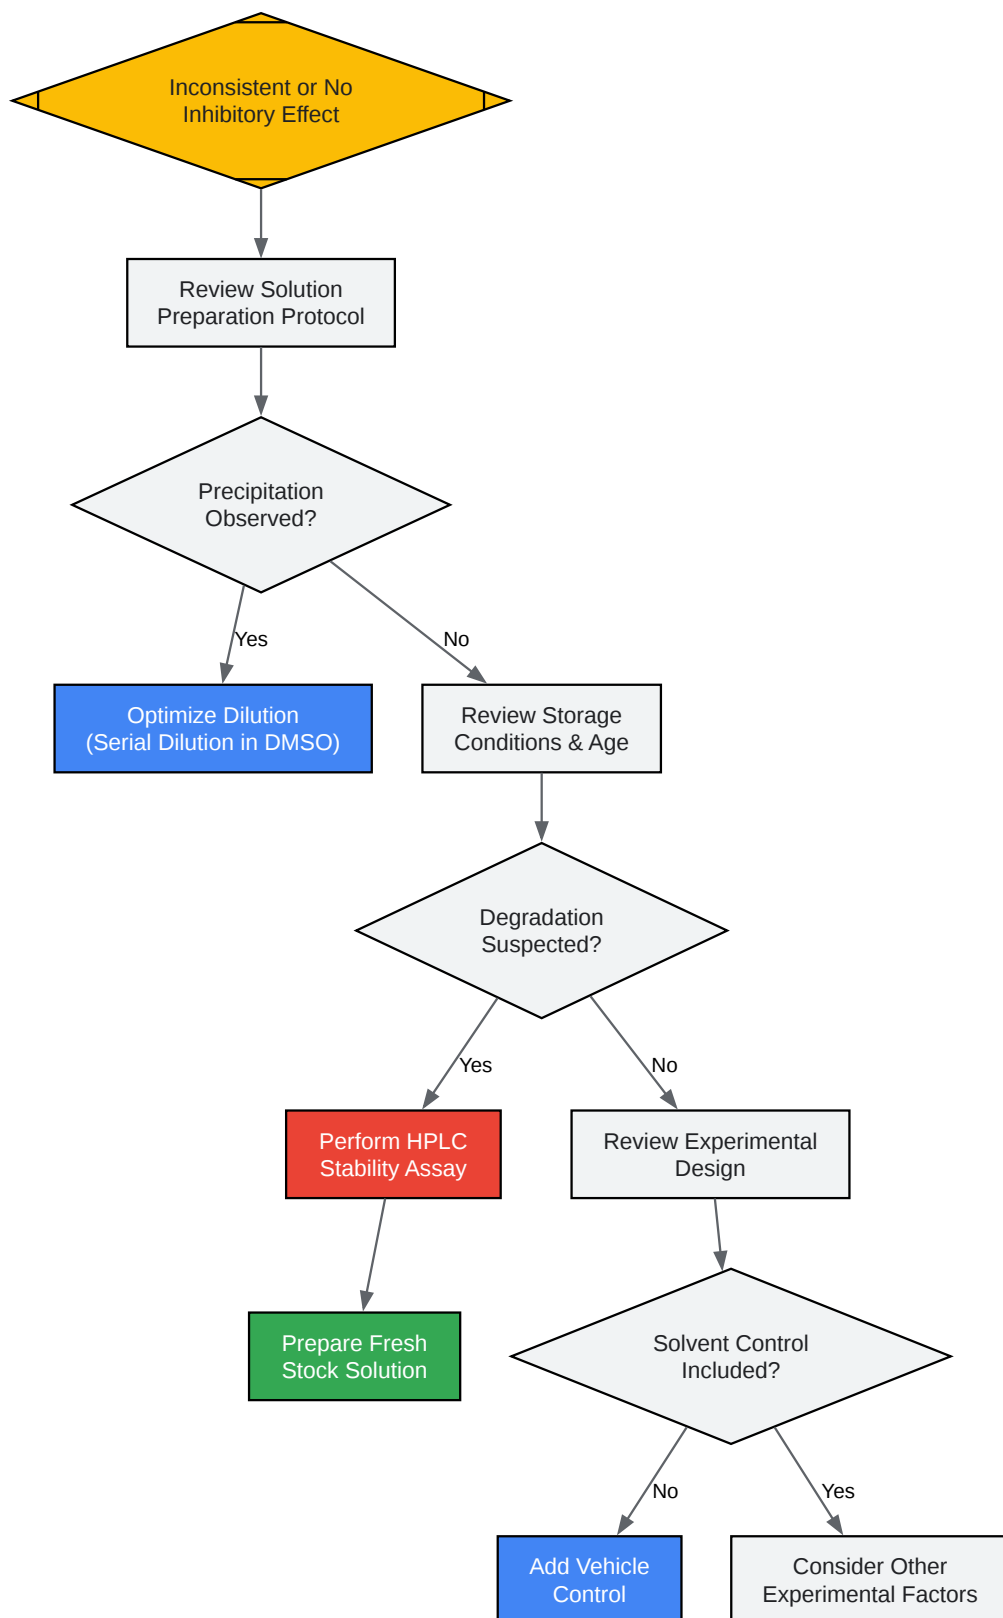 Inconsistent or No
Inhibitory Effect
Review Solution
Preparation Protocol
Precipitation
Observed?
Yes
No
Optimize Dilution
(Serial Dilution in DMSO)
Review Storage
Conditions & Age
Degradation
Suspected?
Yes
No
Perform HPLC
Stability Assay
Review Experimental
Design
Prepare Fresh
Stock Solution
Solvent Control
Included?
No
Yes
Add Vehicle
Control
Consider Other
Experimental Factors